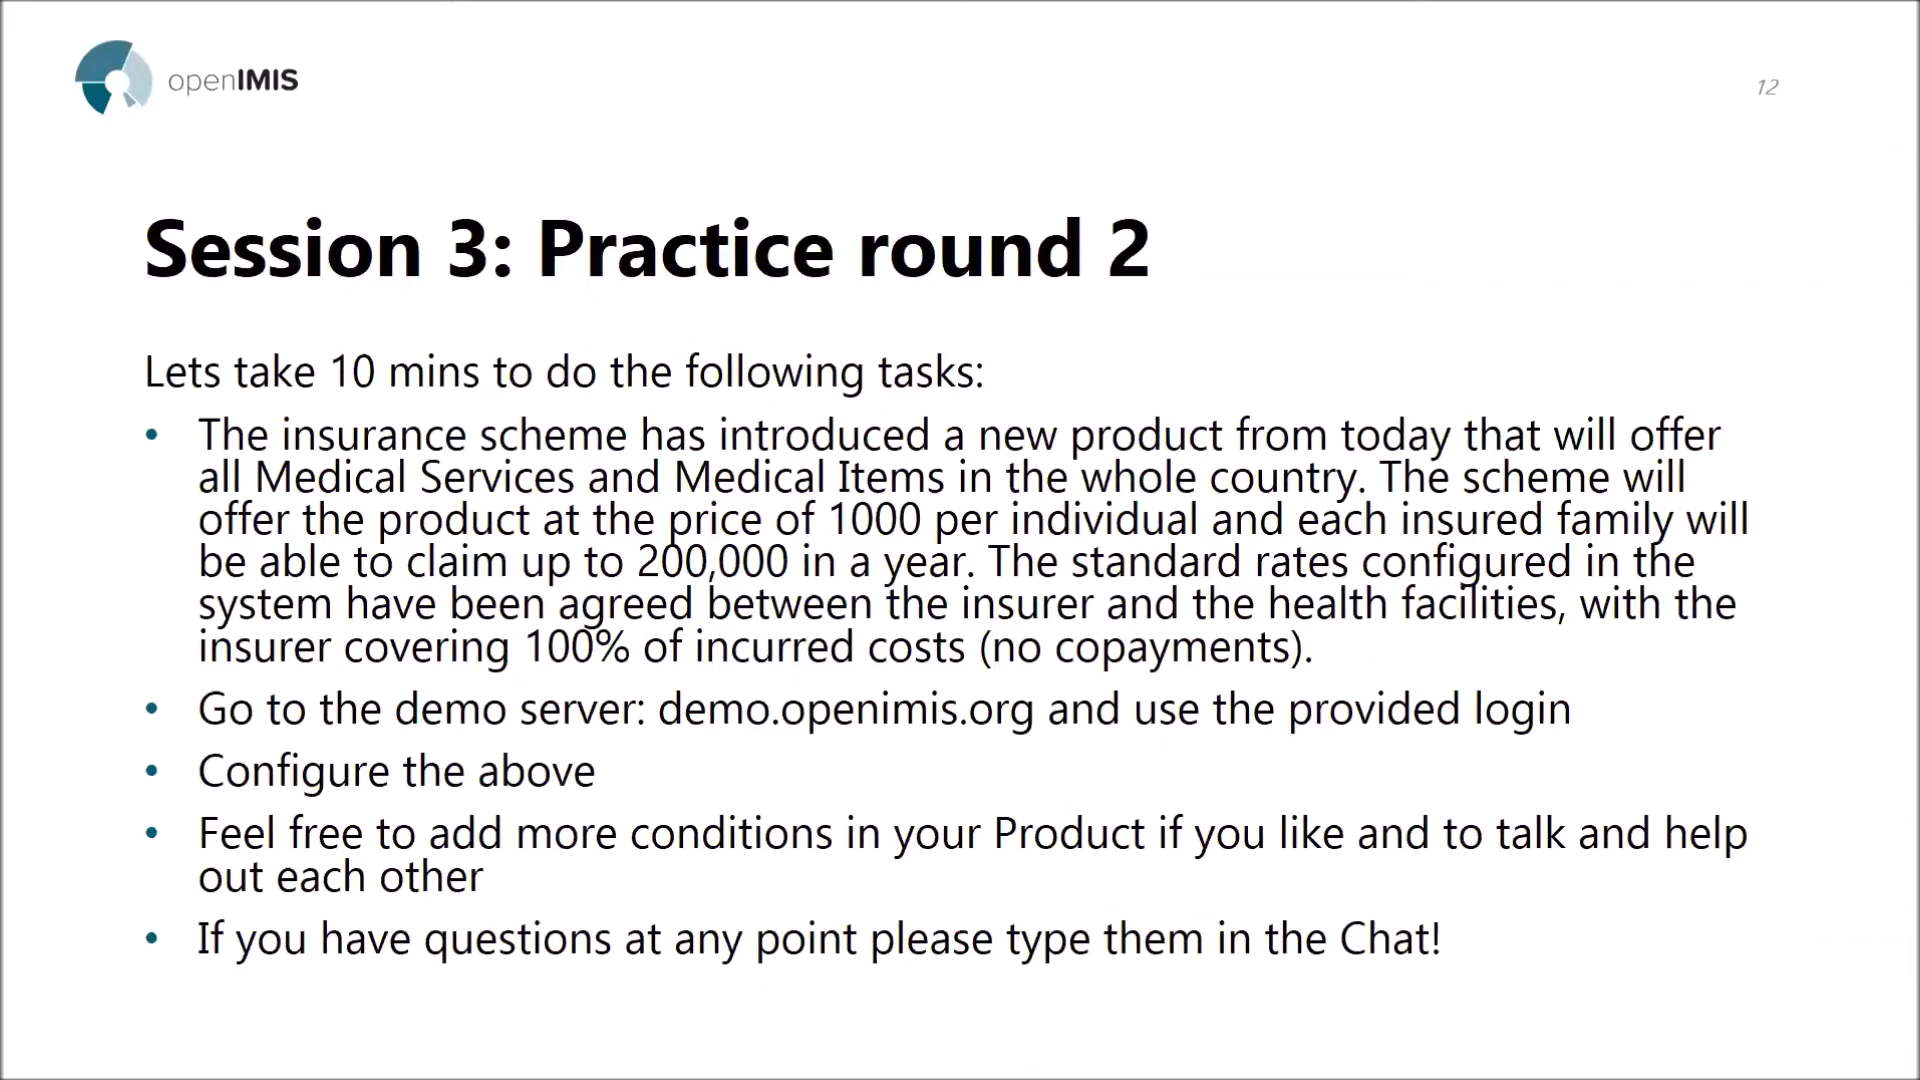 openIMIS
12
Session 3: Practice round 2
Lets take 10 mins to do the following tasks:
• The insurance scheme has introduced a new product from today that will offer
all Medical Services and Medical Items in the whole country. The scheme will
offer the product at the price of 1000 per individual and each insured family will
be able to claim up to 200,000 in a year. The standard rates configured in the
system have been agreed between the insurer and the health facilities, with the
insurer covering 100% of incurred costs (no copayments).
• Go to the demo server: demo.openimis.org and use the provided login
• Configure the above
• Feel free to add more conditions in your Product if you like and to talk and help
out each other
• If you have questions at any point please type them in the Chat!